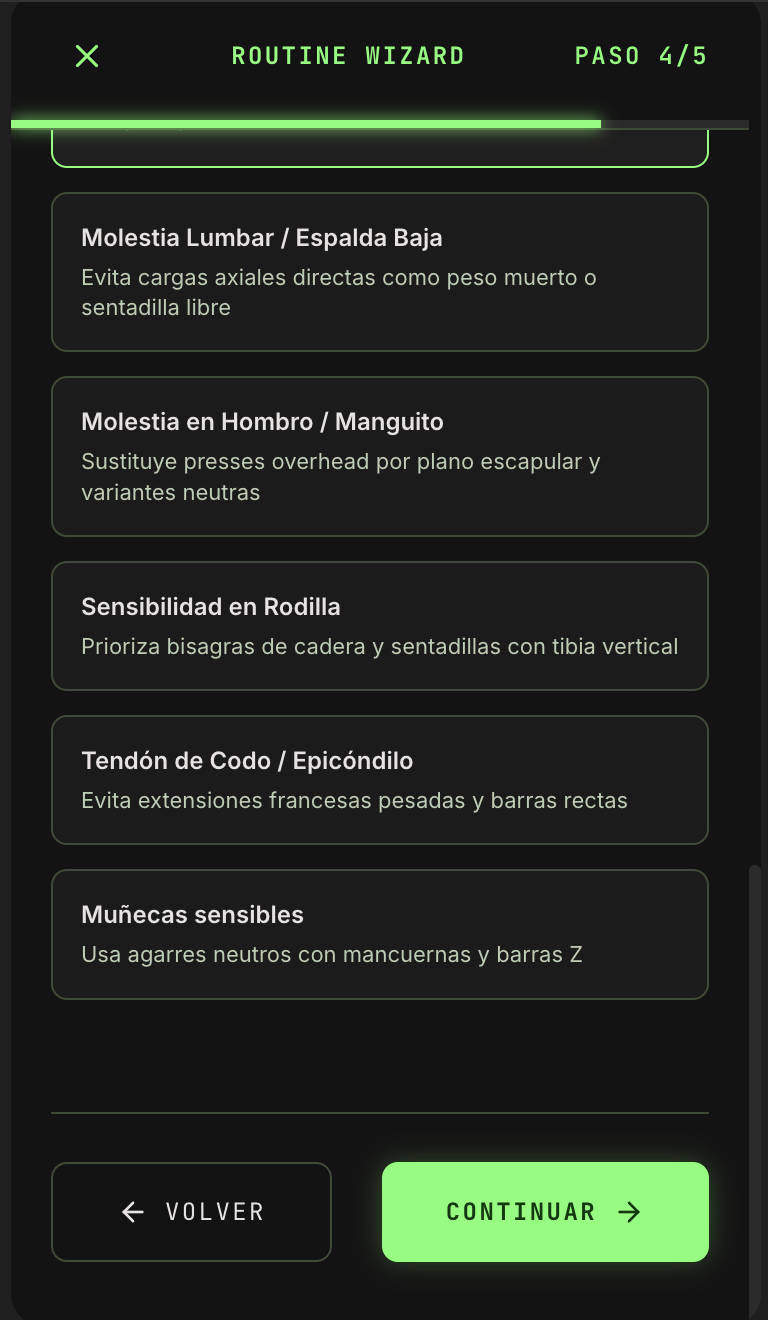 ROUTINE WIZARD
PASO 4/5
Molestia Lumbar / Espalda Baja
Evita cargas axiales directas como peso muerto o
sentadilla libre
Molestia en Hombro / Manguito
Sustituye presses overhead por plano escapular y
variantes neutras
Sensibilidad en Rodilla
Prioriza bisagras de cadera y sentadillas con tibia vertical
Tendón de Codo / Epicóndilo
Evita extensiones francesas pesadas y barras rectas
Muñecas sensibles
Usa agarres neutros con mancuernas y barras Z
VOLVER
CONTINUAR